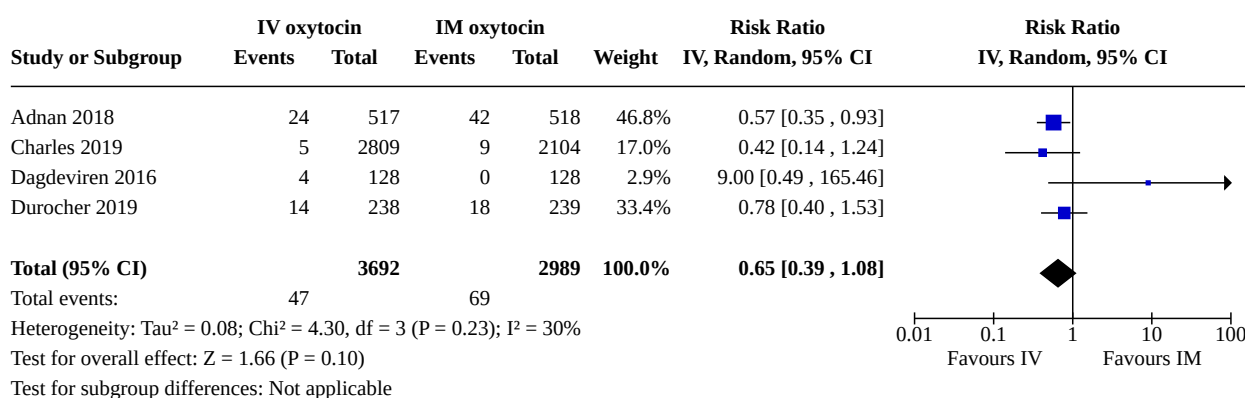 IV oxytocin IM oxytocin Risk Ratio Risk Ratio
Study or Subgroup Events Total Events Total Weight IV, Random, 95% CI IV, Random, 95% CI
Adnan 2018 24 517 42 518 46.8% 0.57 [0.35 , 0.93]
Charles 2019 5 2809 9 2104 17.0% 0.42 [0.14 , 1.24]
Dagdeviren 2016 4 128 0 128 2.9% 9.00 [0.49 , 165.46]
Durocher 2019 14 238 18 239 33.4% 0.78 [0.40 , 1.53]
Total (95% CI) 3692 2989 100.0% 0.65 [0.39 , 1.08]
Total events: 47 69
Heterogeneity: Tau² = 0.08; Chi² = 4.30, df = 3 (P = 0.23); I² = 30%
0.01 0.1 1 10 100
Test for overall effect: Z = 1.66 (P = 0.10) Favours IV Favours IM
Test for subgroup differences: Not applicable